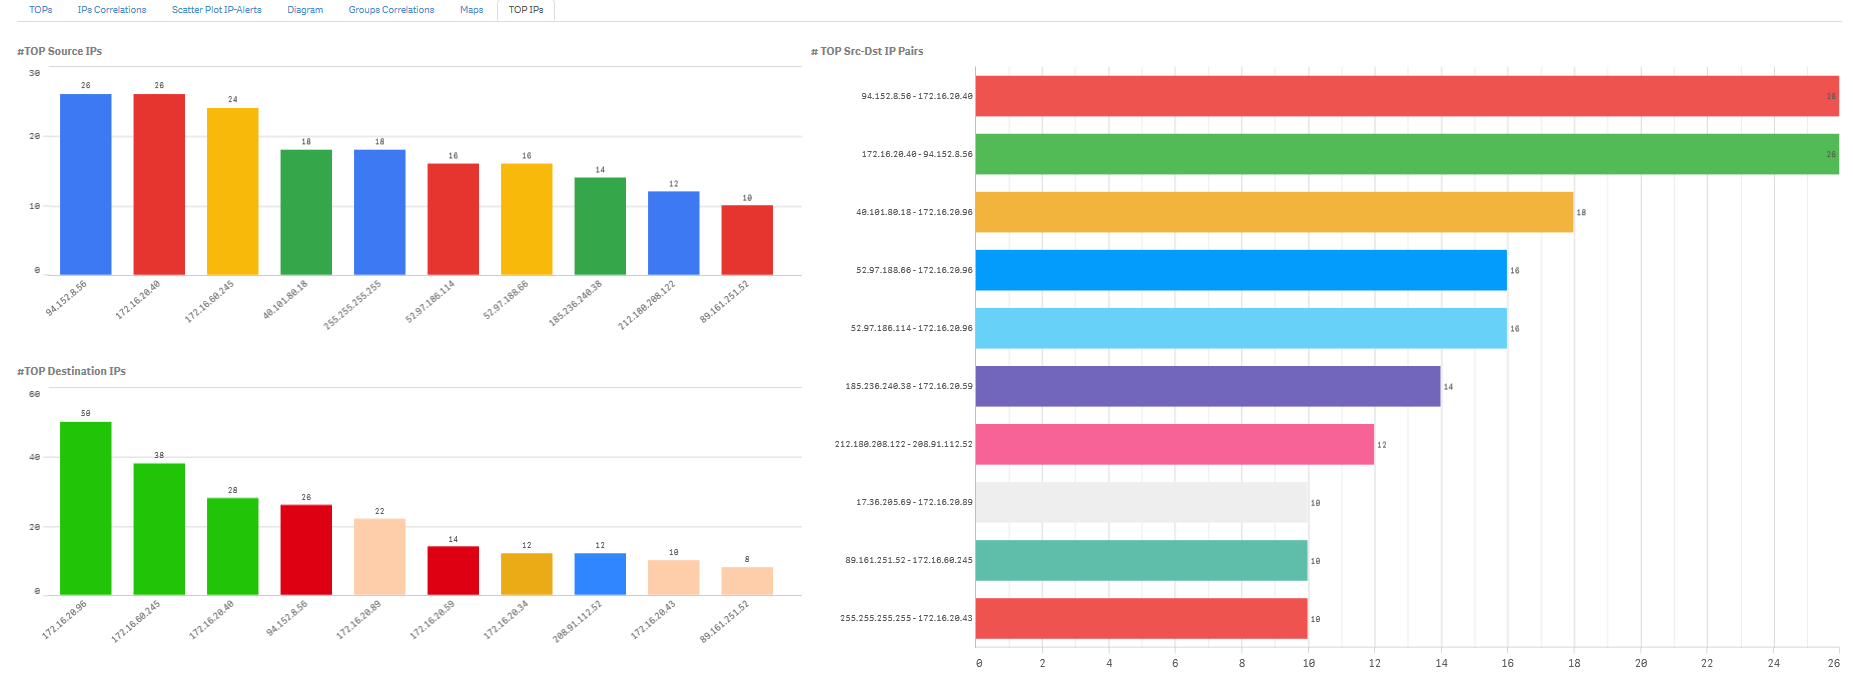 TOPs IPs Correlations Scatter Plot IP-Alerts Diagram Groups Correlations Maps TOP IPs
#TOP Source IPs
30
20
10
0
26 26 24 18 18 16 16 14 12 10
94.152.8.56 172.16.20.40 172.16.60.245 40.101.80.18 255.255.255.255 52.97.186.114 52.97.188.66 185.236.240.38 212.180.208.122 89.161.251.52
#TOP Destination IPs
60
40
20
0
50 38 28 26 22 14 12 12 10 8
172.16.20.96 172.16.60.245 172.16.20.40 94.152.8.56 172.16.20.89 172.16.20.59 172.16.20.34 208.91.112.52 172.16.20.43 89.161.251.52
# TOP Src-Dst IP Pairs
94.152.8.56-172.16.20.40 26
172.16.20.40-94.152.8.56 26
40.101.80.18-172.16.20.96 18
52.97.188.66-172.16.20.96 16
52.97.186.114-172.16.20.96 16
185.236.240.38-172.16.20.59 14
212.180.208.122-208.91.112.52 12
17.36.205.69-172.16.20.89 10
89.161.251.52-172.16.60.245 10
255.255.255.255-172.16.20.43 10
0 2 4 6 8 10 12 14 16 18 20 22 24 26